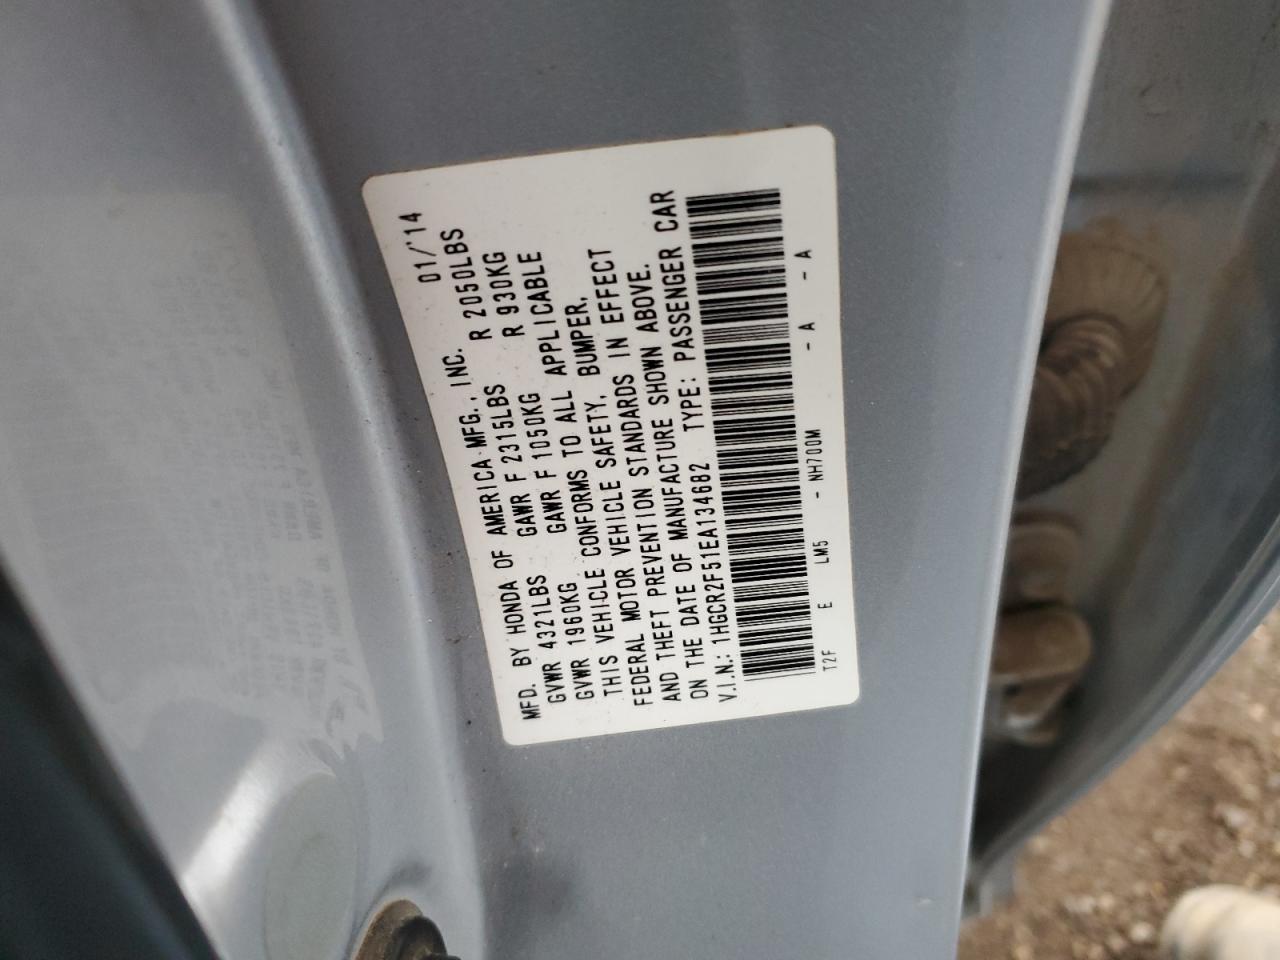 MFD. BY HONDA OF AMERICA MFG., INC. 01/'14
GVWR 4321LBS GAWR F 2315LBS R 2050LBS
GVWR 1960KG GAWR F 1050KG R 930KG
THIS VEHICLE CONFORMS TO ALL APPLICABLE
FEDERAL MOTOR VEHICLE SAFETY, BUMPER,
AND THEFT PREVENTION STANDARDS IN EFFECT
ON THE DATE OF MANUFACTURE SHOWN ABOVE.
V.I.N.: 1HGCR2F51EA134682 TYPE: PASSENGER CAR
T2F E LM5 - NH700M - A - A